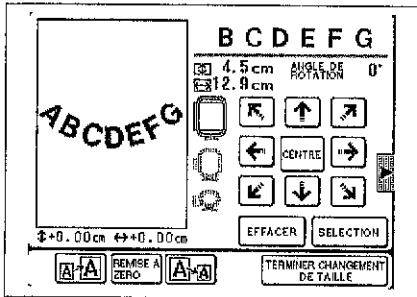 B C D E F G
4.5cm ANGLE DE ROTATION 0°
12.9cm
ABCDEFG
CENTRE
+0.00cm +0.00cm
EFFACER SELECTION
A A REMISE A ZERO A A TERMINER CHANGEMENT DE TAILLE